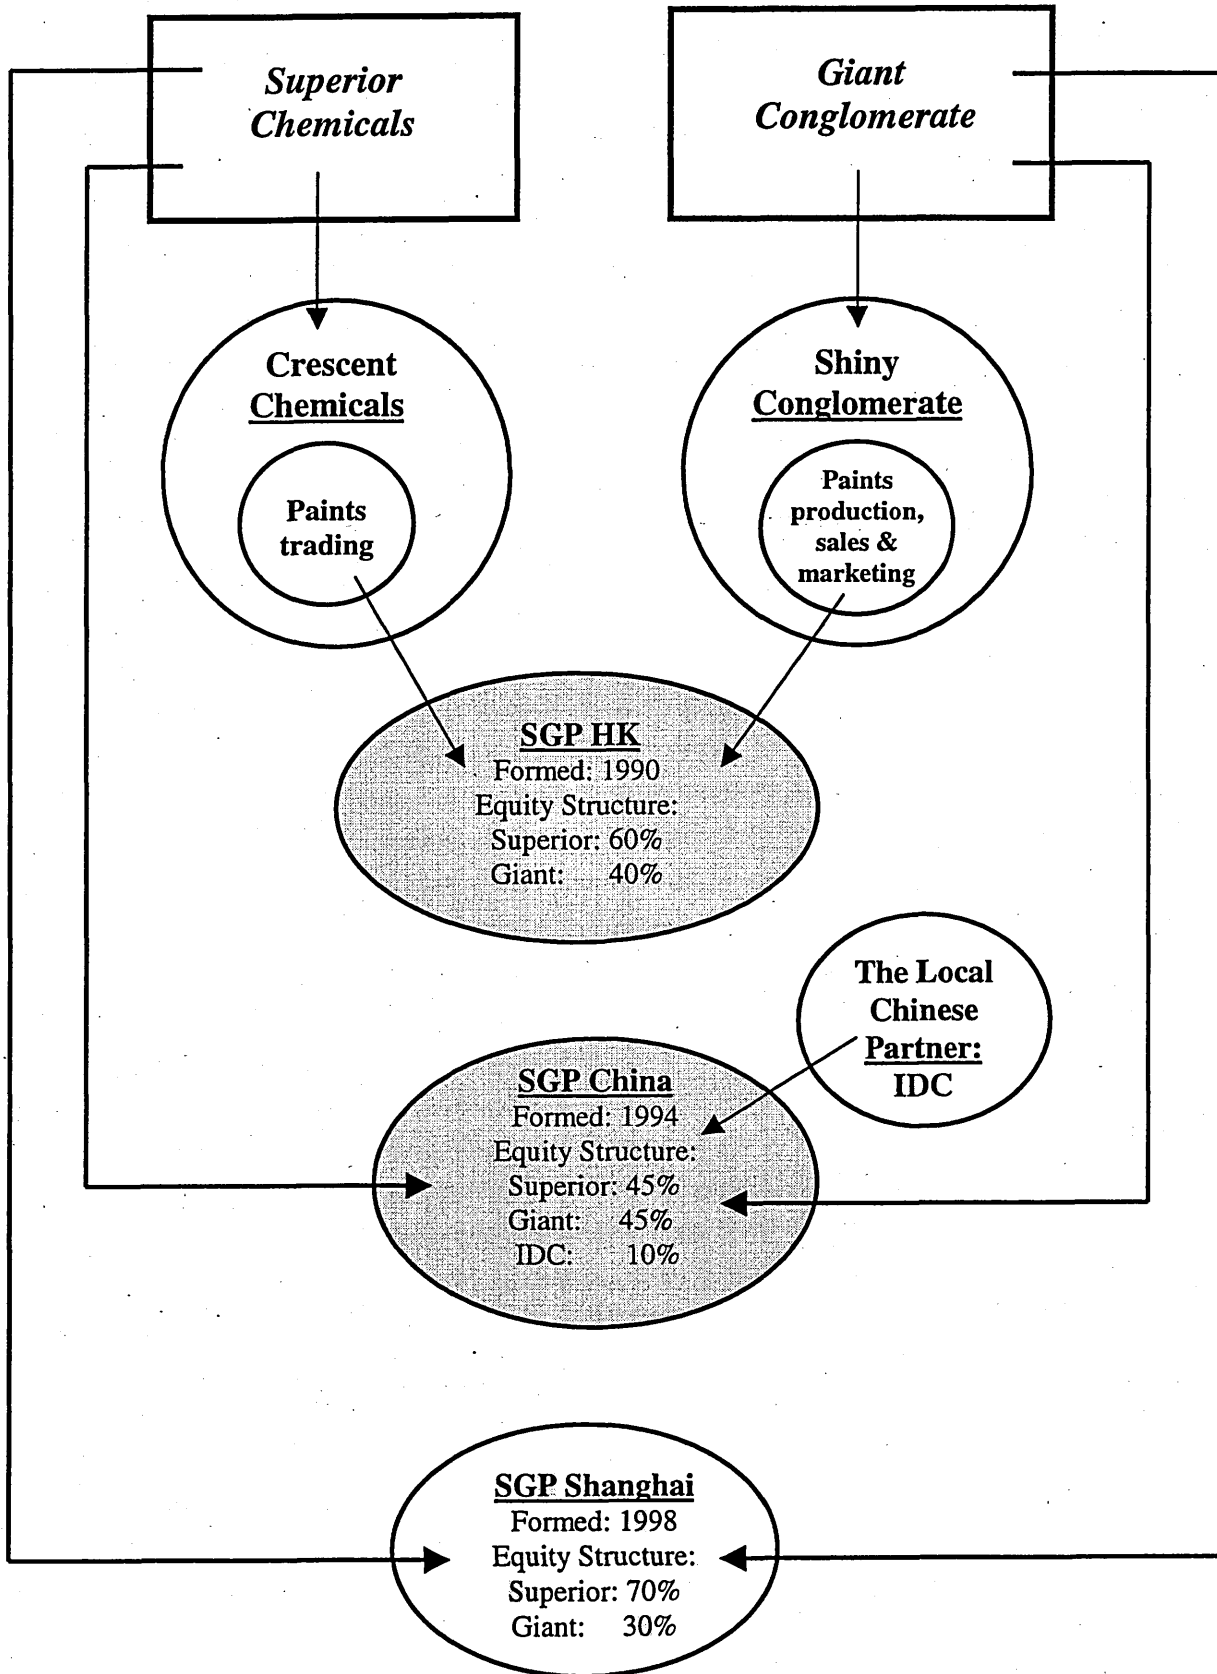 Superior
Chemicals
Giant
Conglomerate
Crescent
Chemicals
Paints
trading
Shiny
Conglomerate
Paints
production,
sales &
marketing
SGP HK
Formed: 1990
Equity Structure:
Superior: 60%
Giant: 40%
The Local
Chinese
Partner:
IDC
SGP China
Formed: 1994
Equity Structure:
Superior: 45%
Giant: 45%
IDC: 10%
SGP Shanghai
Formed: 1998
Equity Structure:
Superior: 70%
Giant: 30%